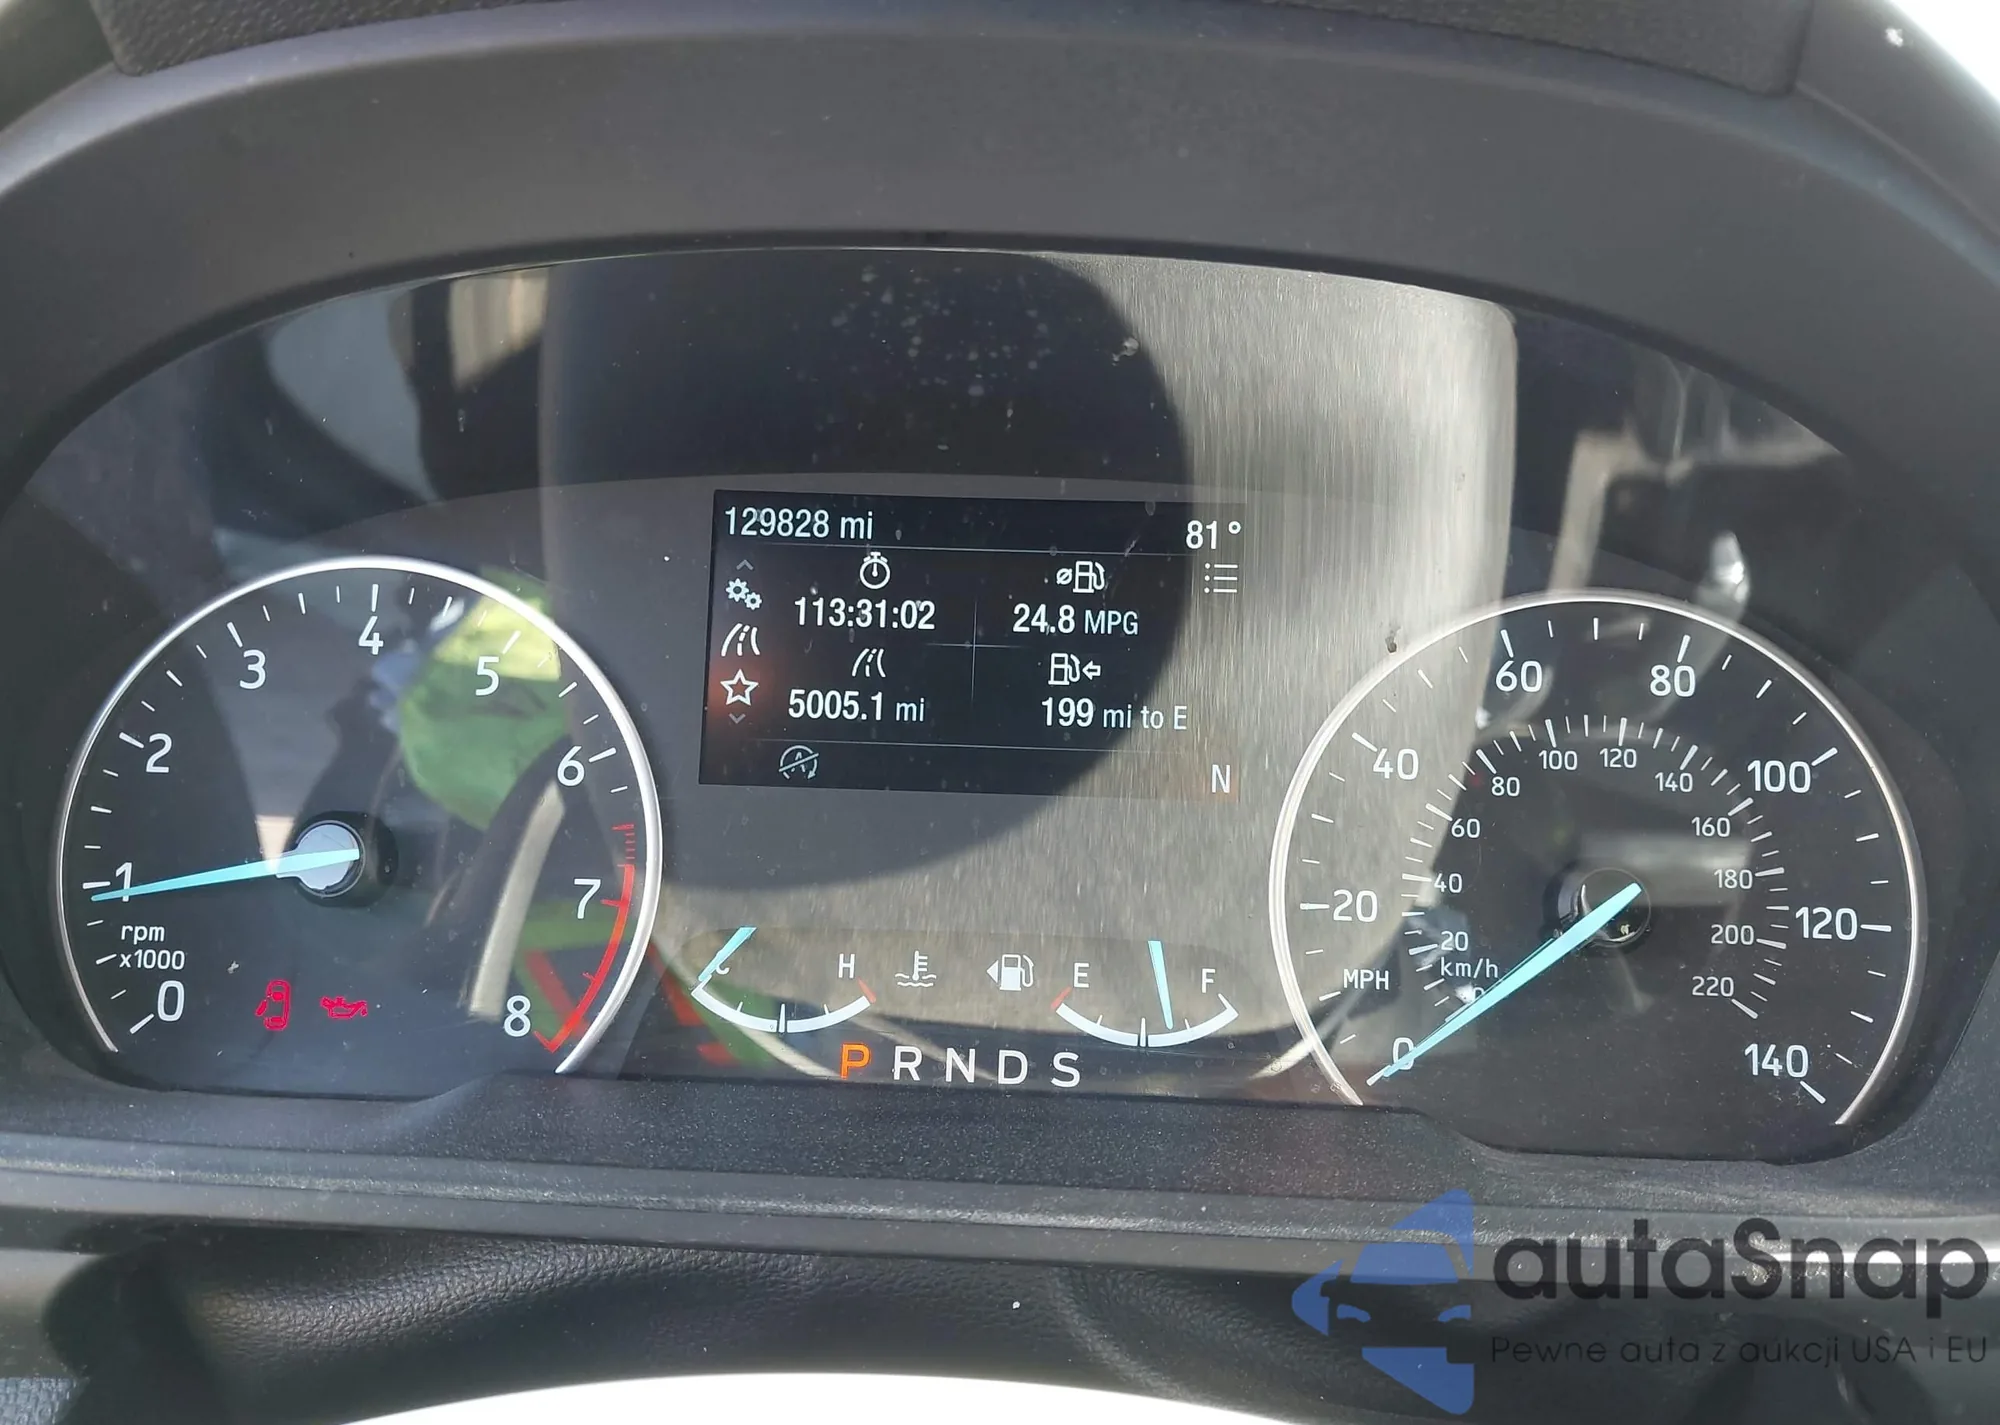 129828 mi
81°
113:31:02
24.8 MPG
5005.1 mi
199 mi to E
N
0
1
2
3
4
5
6
7
8
rpm
x1000
C
H
E
F
P R N D S
0
20
40
60
80
100
120
140
MPH
km/h
0
20
40
60
80
100
120
140
160
180
200
220
autaSnap
Pewne auta z aukcji USA i EU